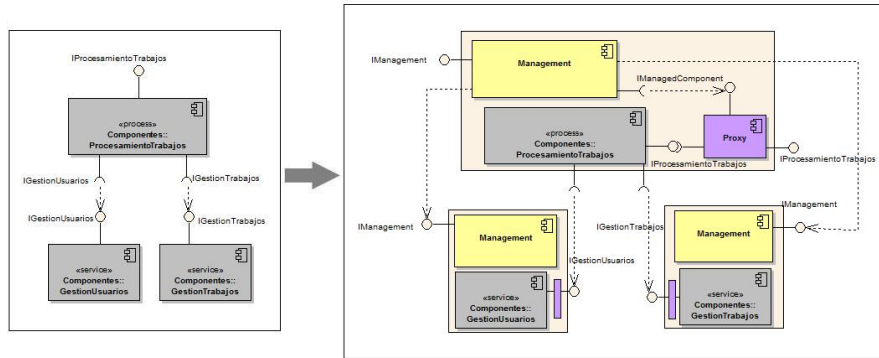 IProcesamientoTrabajos
«process»
Componentes::
ProcesamientoTrabajos
IGestionUsuarios
IGestionTrabajos
IGestionUsuarios
IGestionTrabajos
«service»
Componentes::
GestionUsuarios
«service»
Componentes::
GestionTrabajos
IManagement
Management
IManagedComponent
«process»
Componentes::
ProcesamientoTrabajos
Proxy
IProcesamientoTrabajos
IProcesamientoTrabajos
IManagement
Management
IGestionTrabajos
IManagement
Management
IGestionUsuarios
«service»
Componentes::
GestionUsuarios
«service»
Componentes::
GestionTrabajos